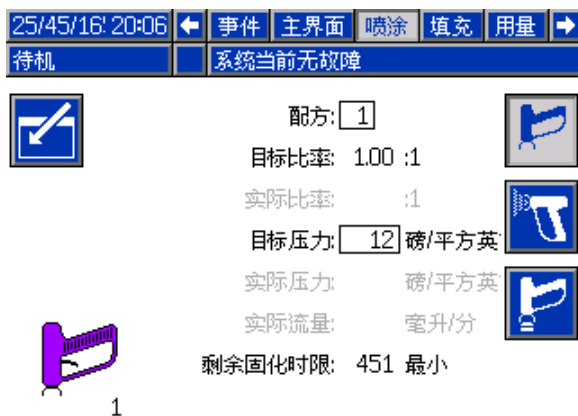 25/45/16 20:06 事件 主界面 喷涂 填充 用量
待机 系统当前无故障
配方: 1
目标比率: 1.00 :1
实际比率: :1
目标压力: 12 磅/平方英
实际压力: 磅/平方英
实际流量: 毫升/分
剩余固化时限: 451 最小
1